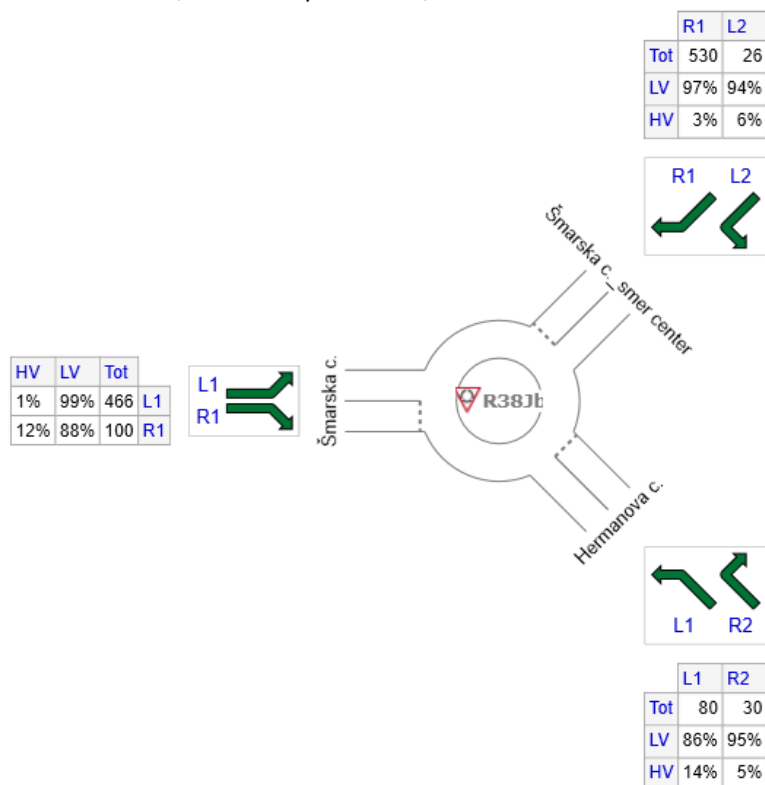 R1 L2
Tot 530 26
LV 97% 94%
HV 3% 6%
R1 L2
Šmarska c._ smer center
HV LV Tot
1% 99% 466 L1
12% 88% 100 R1
L1
R1
Šmarska c.
R38Jb
Hermanova c.
L1 R2
L1 R2
Tot 80 30
LV 86% 95%
HV 14% 5%